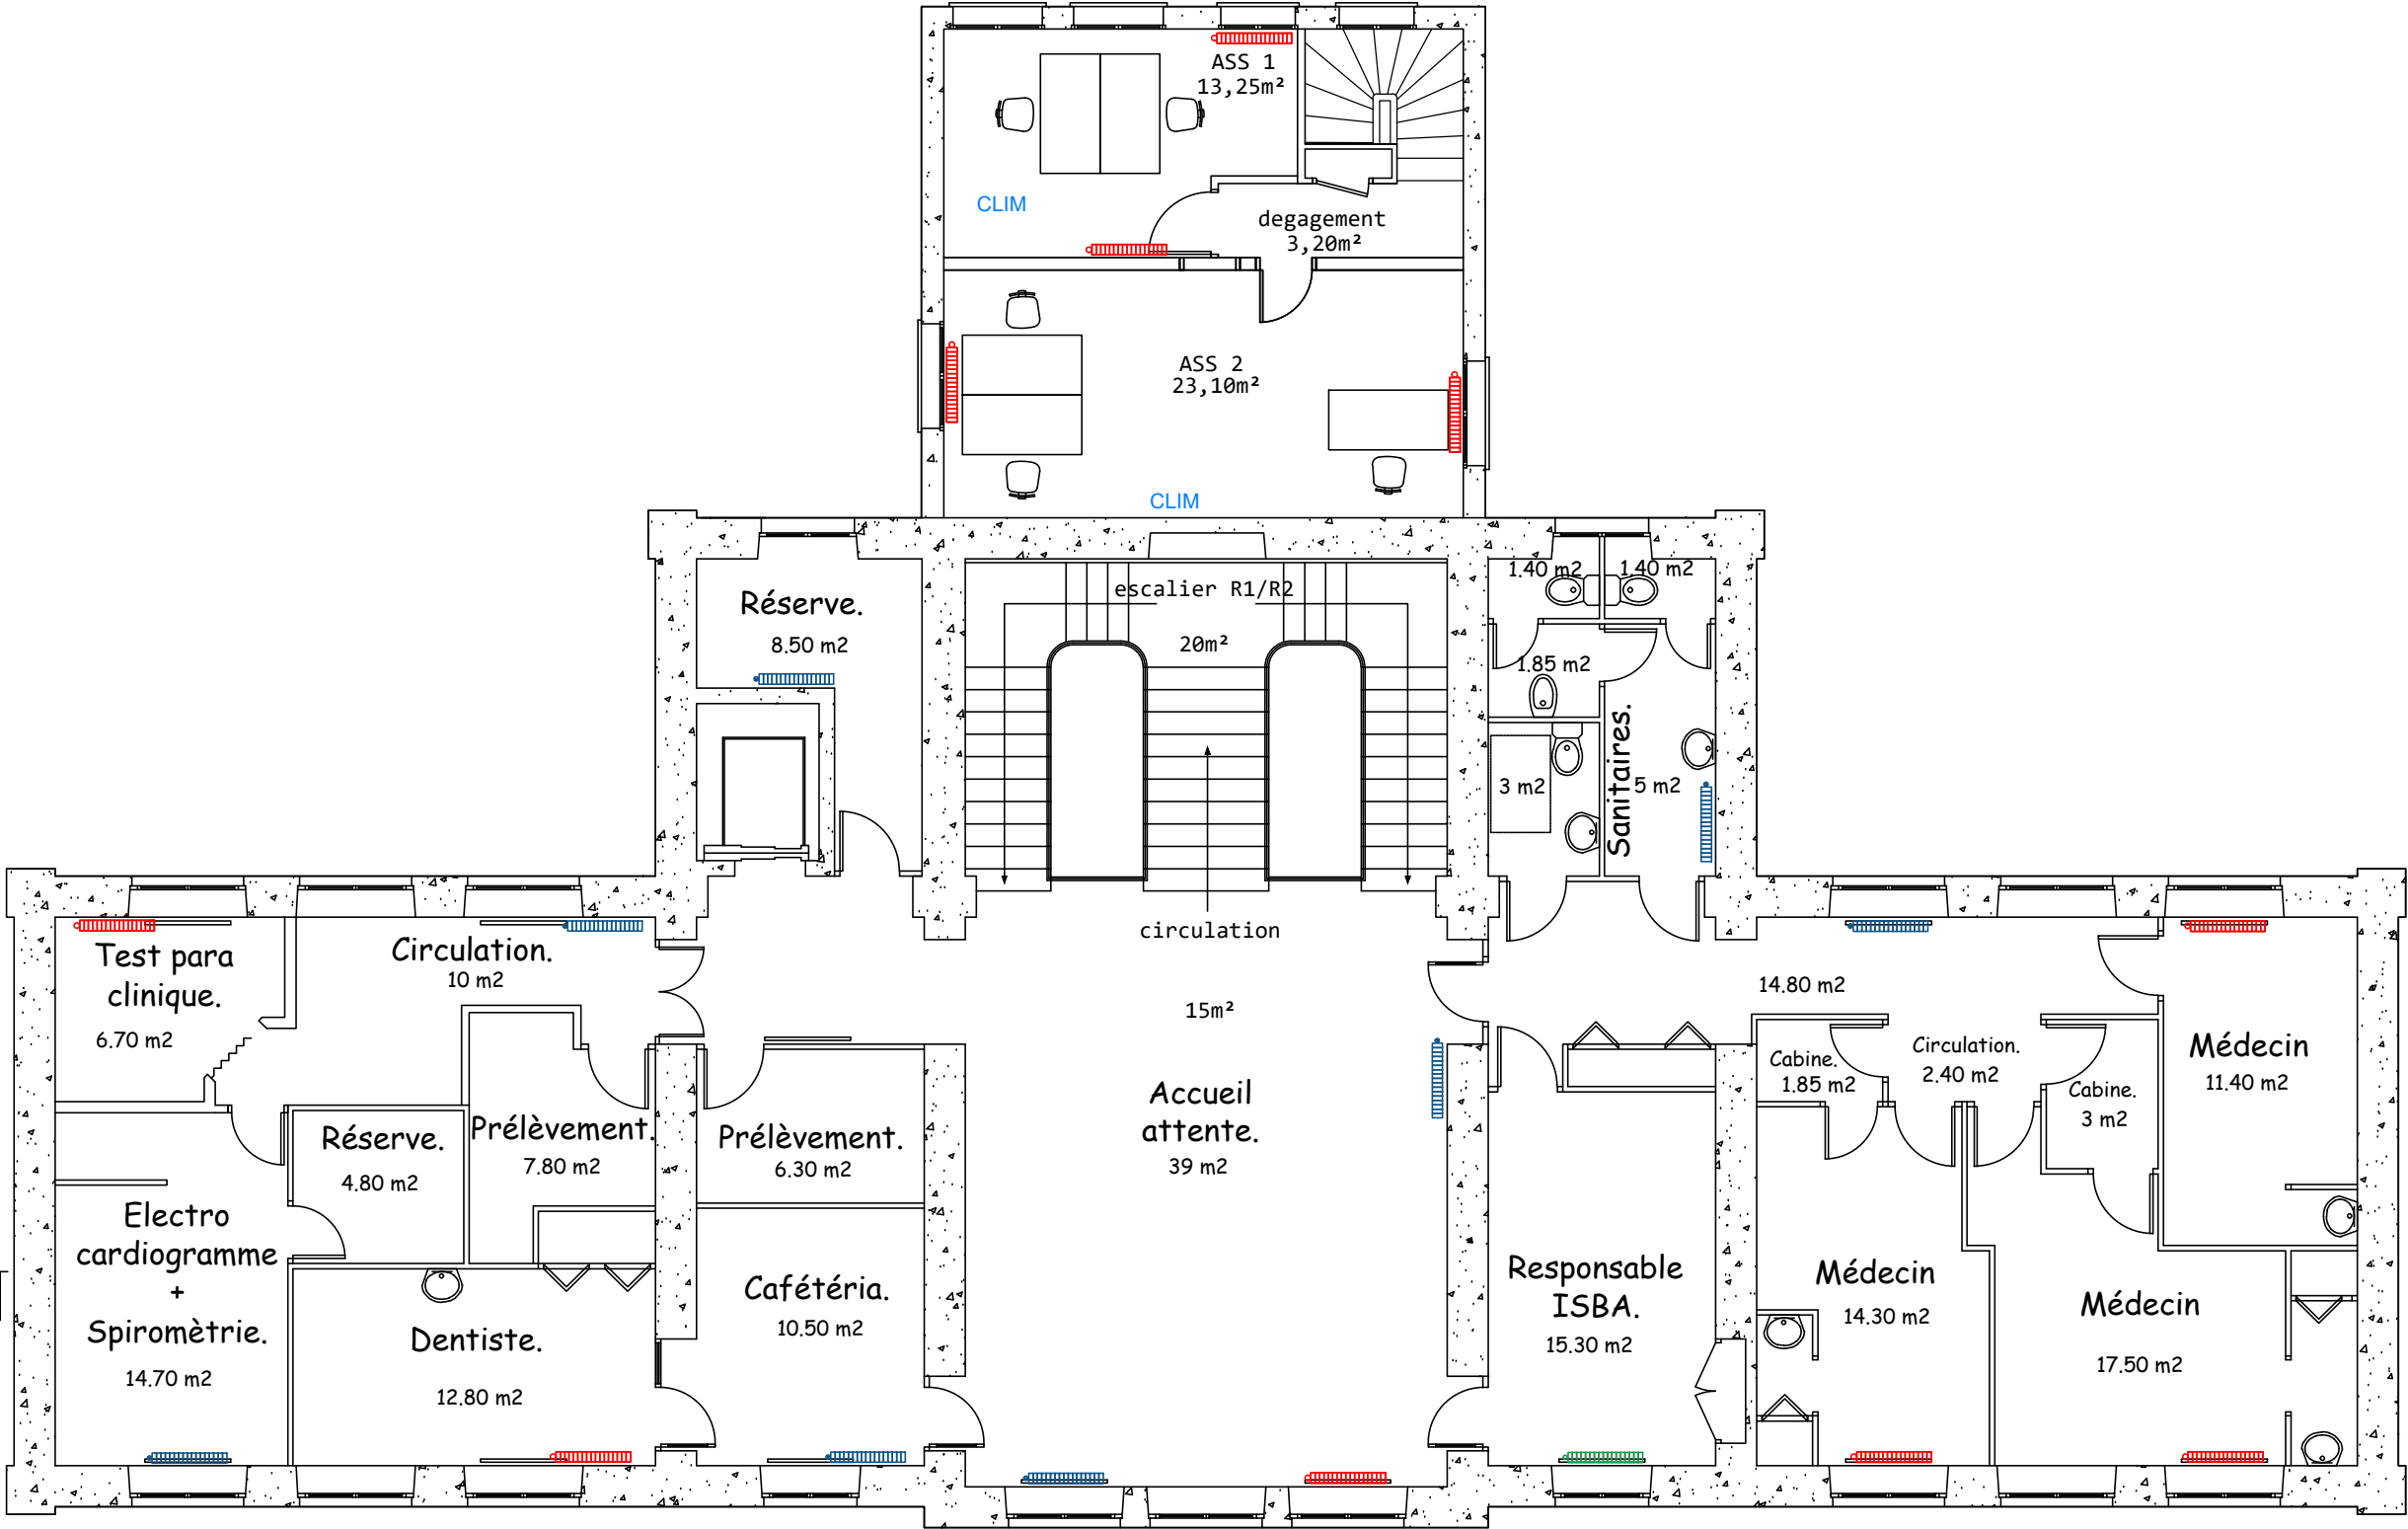 ASS 1
13,25m²
CLIM
degagement
3,20m²
ASS 2
23,10m²
CLIM
Réserve.
8.50 m2
escalier R1/R2
20m²
1.40 m2
1.40 m2
1.85 m2
3 m2
Sanitaires.
5 m2
circulation
15m²
Test para
clinique.
6.70 m2
Circulation.
10 m2
Réserve.
4.80 m2
Prélèvement.
7.80 m2
Prélèvement.
6.30 m2
Accueil
attente.
39 m2
14.80 m2
Cabine.
1.85 m2
Circulation.
2.40 m2
Cabine.
3 m2
Médecin
11.40 m2
Electro
cardiogramme
+
Spiromètrie.
14.70 m2
Dentiste.
12.80 m2
Cafétéria.
10.50 m2
Responsable
ISBA.
15.30 m2
Médecin
14.30 m2
Médecin
17.50 m2